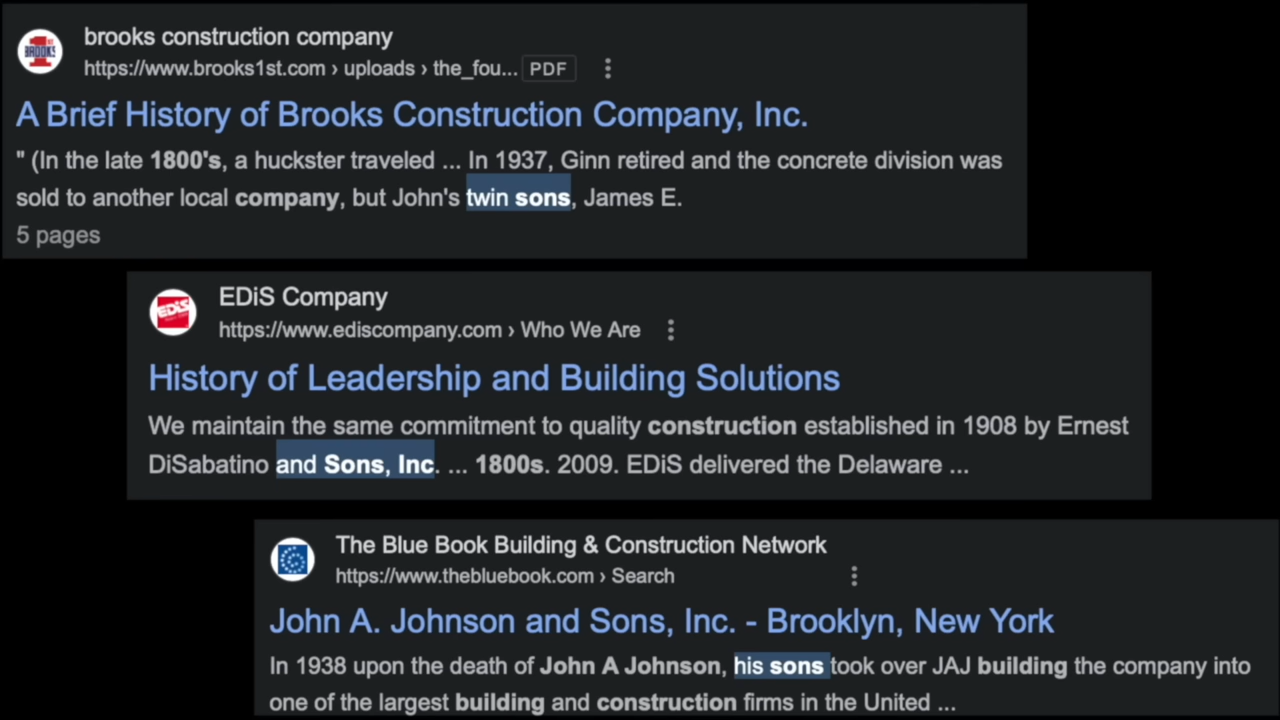 brooks construction company
https://www.brooks1st.com › uploads › the_fou... PDF
A Brief History of Brooks Construction Company, Inc.
" (In the late 1800's, a huckster traveled ... In 1937, Ginn retired and the concrete division was
sold to another local company, but John's twin sons, James E.
5 pages
EDiS Company
https://www.ediscompany.com › Who We Are
History of Leadership and Building Solutions
We maintain the same commitment to quality construction established in 1908 by Ernest
DiSabatino and Sons, Inc. ... 1800s. 2009. EDiS delivered the Delaware ...
The Blue Book Building & Construction Network
https://www.thebluebook.com › Search
John A. Johnson and Sons, Inc. - Brooklyn, New York
In 1938 upon the death of John A Johnson, his sons took over JAJ building the company into
one of the largest building and construction firms in the United ...